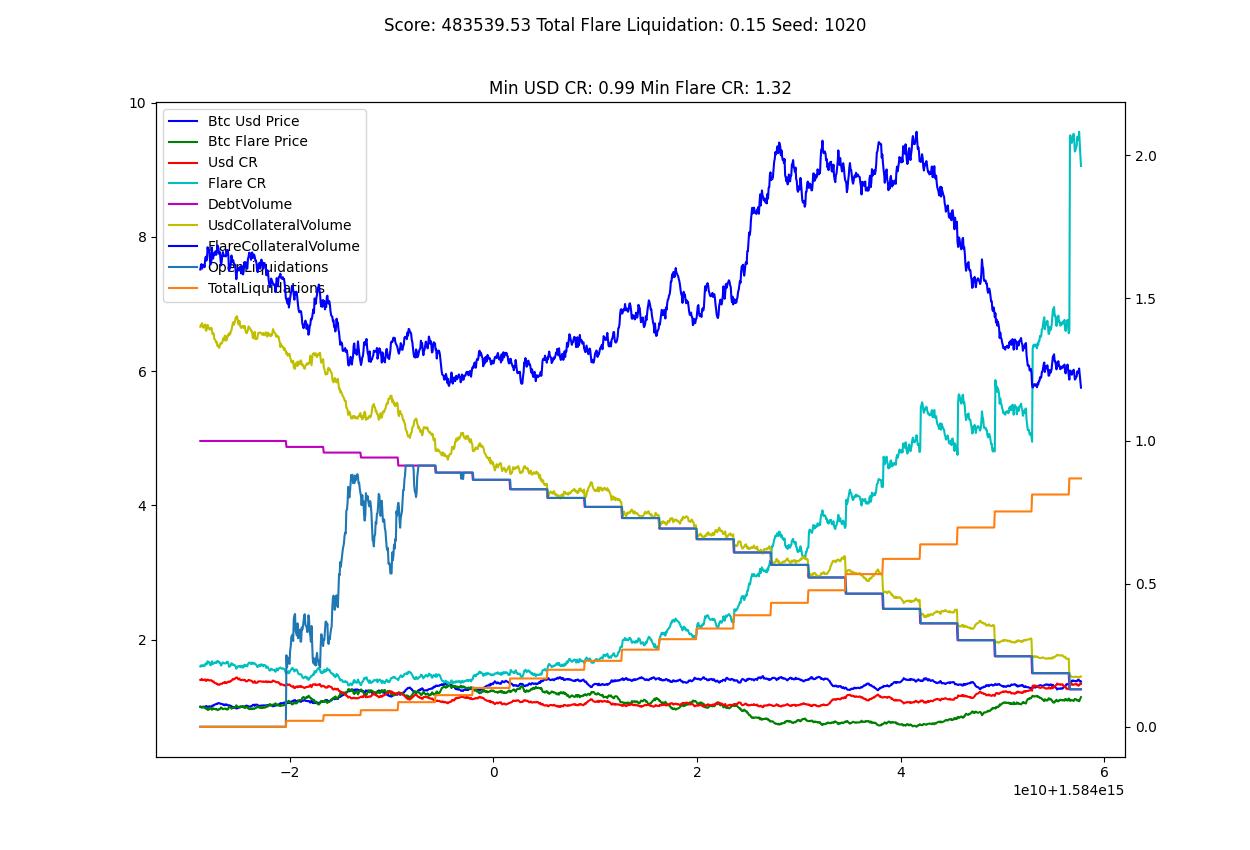 Score: 483539.53 Total Flare Liquidation: 0.15 Seed: 1020
Min USD CR: 0.99 Min Flare CR: 1.32
10
8
6
4
2
Btc Usd Price
Btc Flare Price
Usd CR
Flare CR
DebtVolume
UsdCollateralVolume
FlareCollateralVolume
OpenLiquidations
TotalLiquidations
2.0
1.5
1.0
0.5
0.0
−2
0
2
4
6
1e10+1.584e15